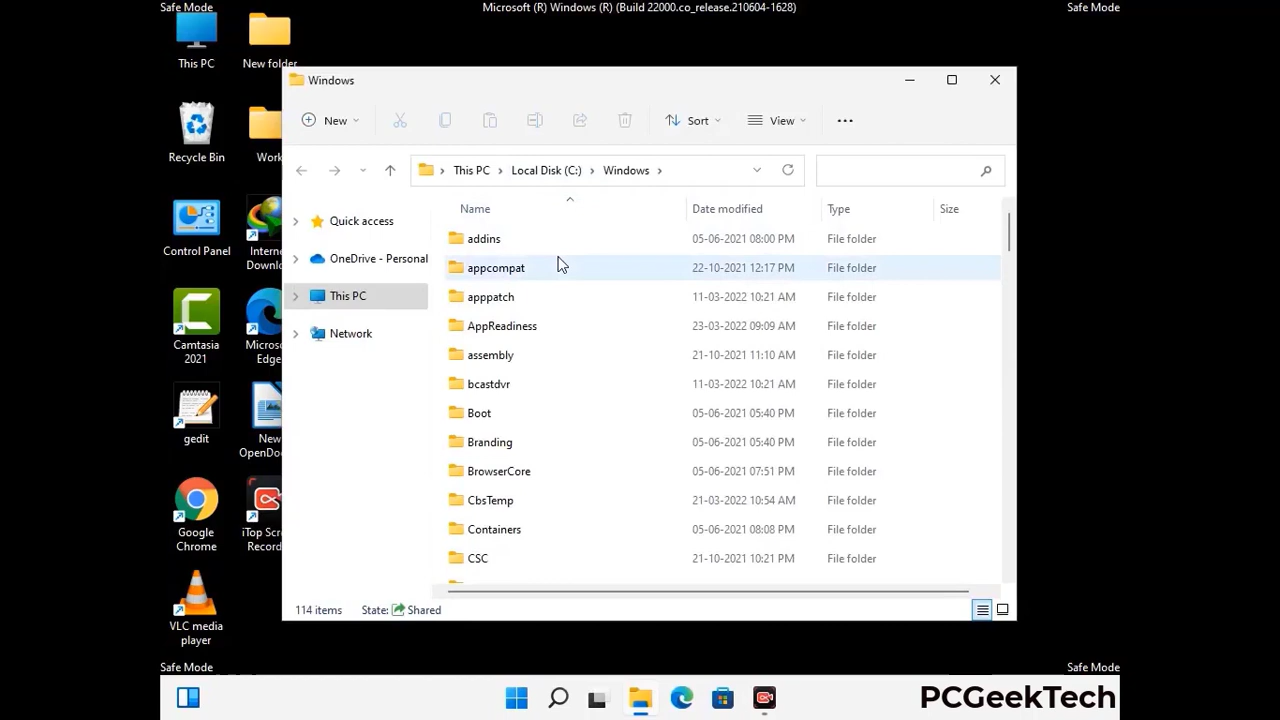 Safe Mode
Microsoft (R) Windows (R) (Build 22000.co_release.210604-1628)
Safe Mode
This PC
New folder
Recycle Bin
Work
Control Panel
Internet
Downlo
Camtasia
2021
Micros
Edge
gedit
New
OpenDo
Google
Chrome
iTop Scr
Record
VLC media
player
Windows
New
Sort
View
This PC
Local Disk (C:)
Windows
Name
Date modified
Type
Size
Quick access
OneDrive - Personal
This PC
Network
addins 05-06-2021 08:00 PM File folder
appcompat 22-10-2021 12:17 PM File folder
apppatch 11-03-2022 10:21 AM File folder
AppReadiness 23-03-2022 09:09 AM File folder
assembly 21-10-2021 11:10 AM File folder
bcastdvr 11-03-2022 10:21 AM File folder
Boot 05-06-2021 05:40 PM File folder
Branding 05-06-2021 05:40 PM File folder
BrowserCore 05-06-2021 07:51 PM File folder
CbsTemp 21-03-2022 10:54 AM File folder
Containers 05-06-2021 08:08 PM File folder
CSC 21-10-2021 10:21 PM File folder
114 items
State: Shared
Safe Mode
Safe Mode
PCGeekTech